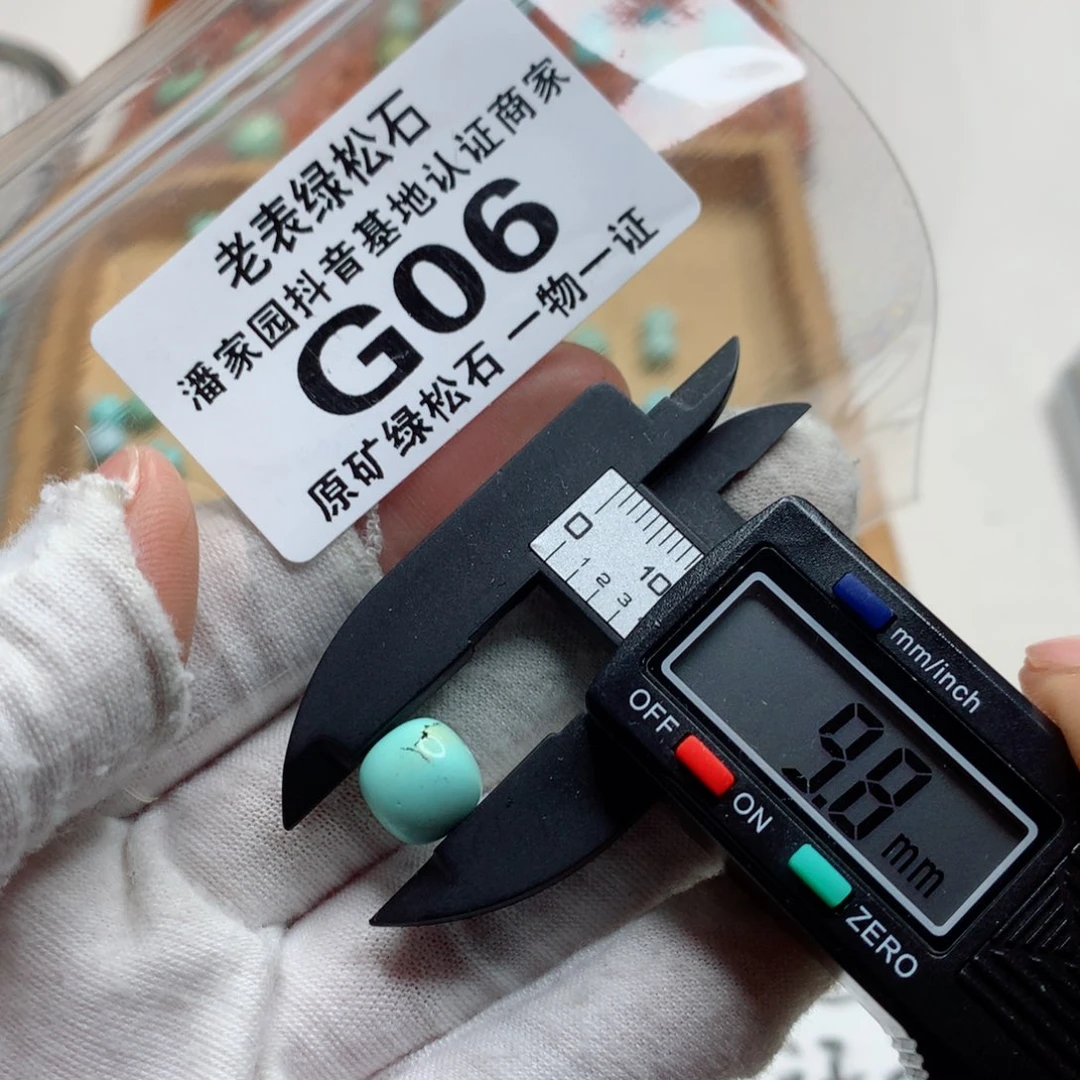 老表绿松石
潘家园抖音基地认证商家
G06
原矿绿松石 一物一证
0
10
1 2 3
mm/inch
OFF
ON
ZERO
9.8 mm